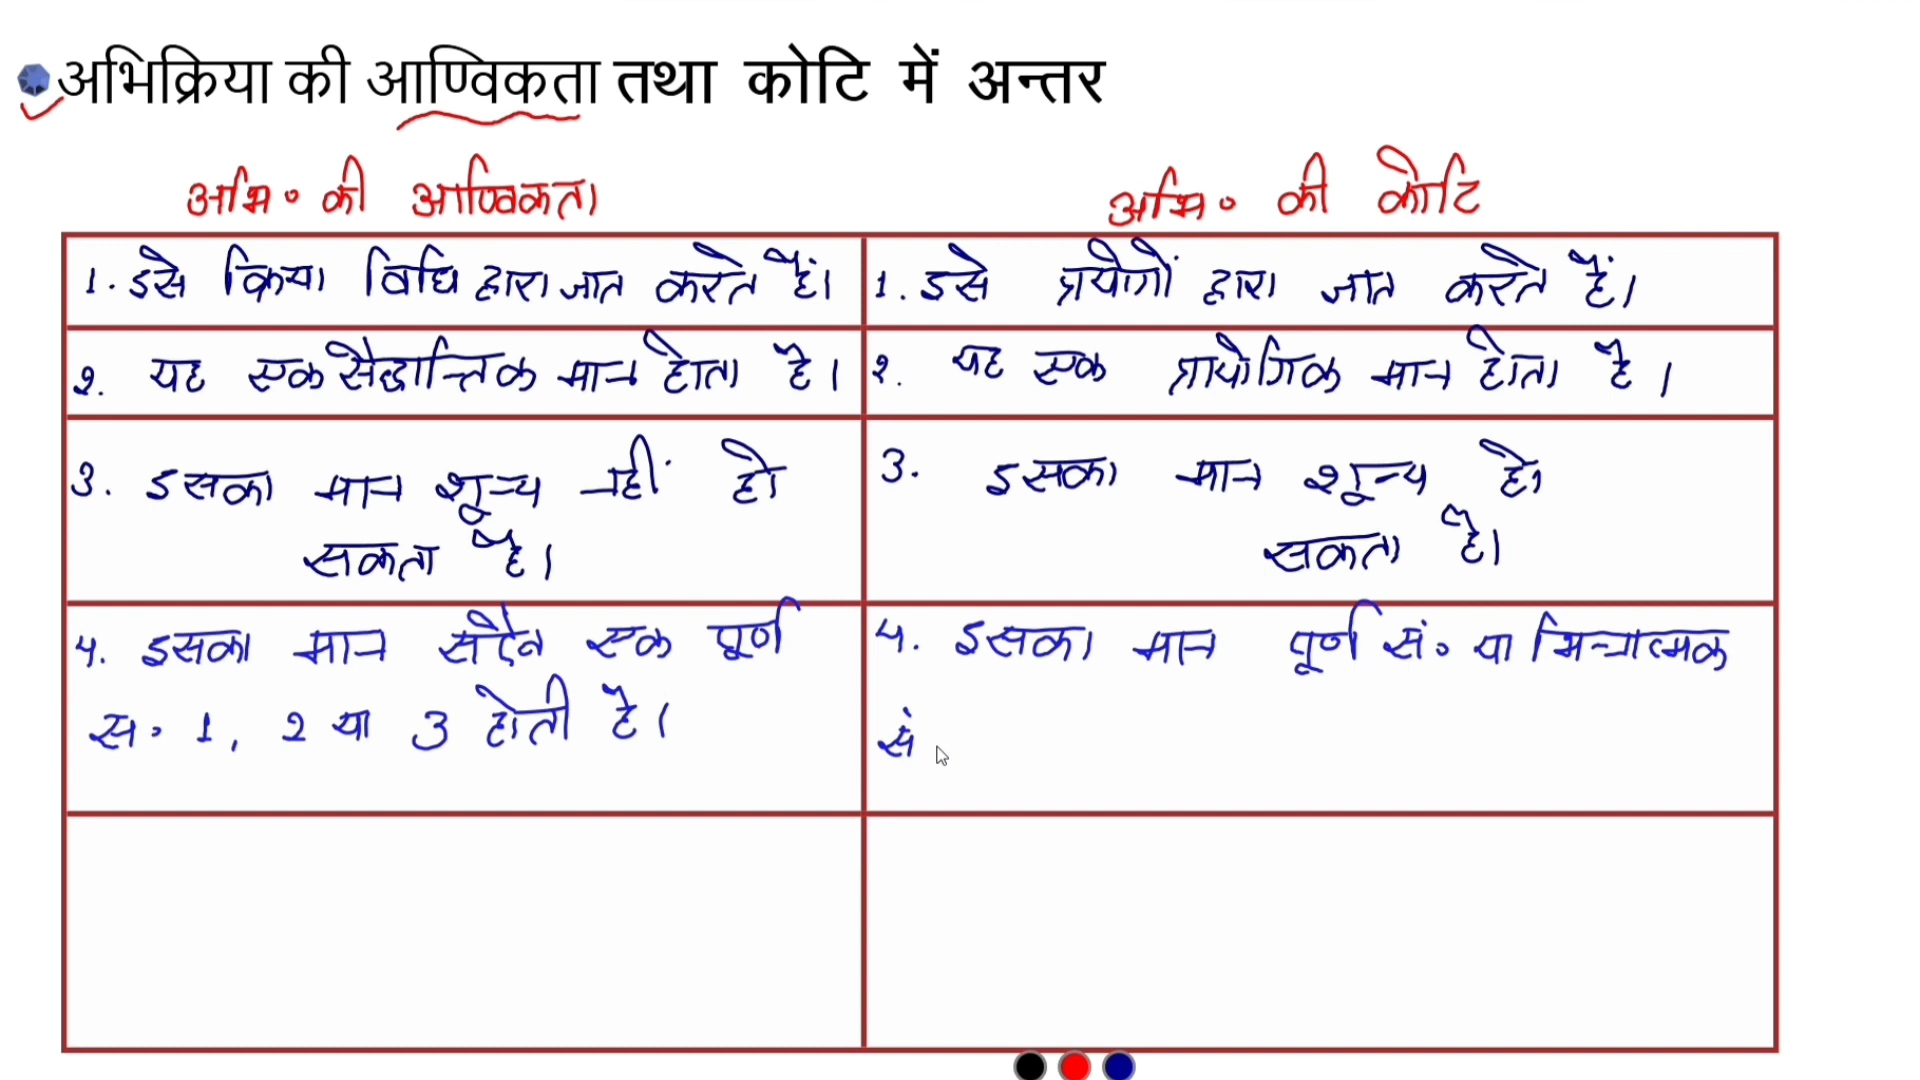 अभिक्रिया की आण्विकता तथा कोटि में अन्तर
अभि० की आण्विकता
अभि० की कोटि
1. इसे क्रिया विधि द्वारा ज्ञात करते हैं।
1. इसे प्रयोगों द्वारा ज्ञात करते हैं।
2. यह एक सैद्धान्तिक मान होता है।
2. यह एक प्रायोगिक मान होता है।
3. इसका मान शून्य नहीं हो
सकता है।
3. इसका मान शून्य हो
सकता है।
4. इसका मान सदैव एक पूर्ण
स० 1, 2 या 3 होती है।
4. इसका मान पूर्ण सं० या भिन्नात्मक
सं